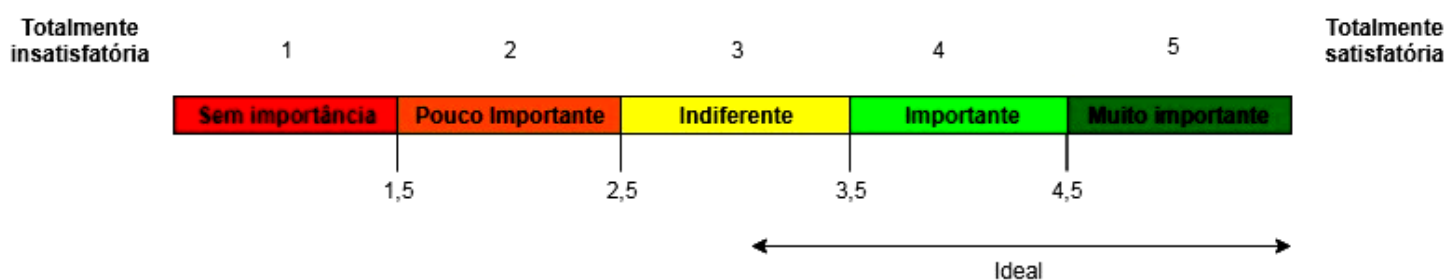 Totalmente insatisfatória
1
2
3
4
5
Totalmente satisfatória
Sem importância
Pouco Importante
Indiferente
Importante
Muito importante
1,5
2,5
3,5
4,5
Ideal